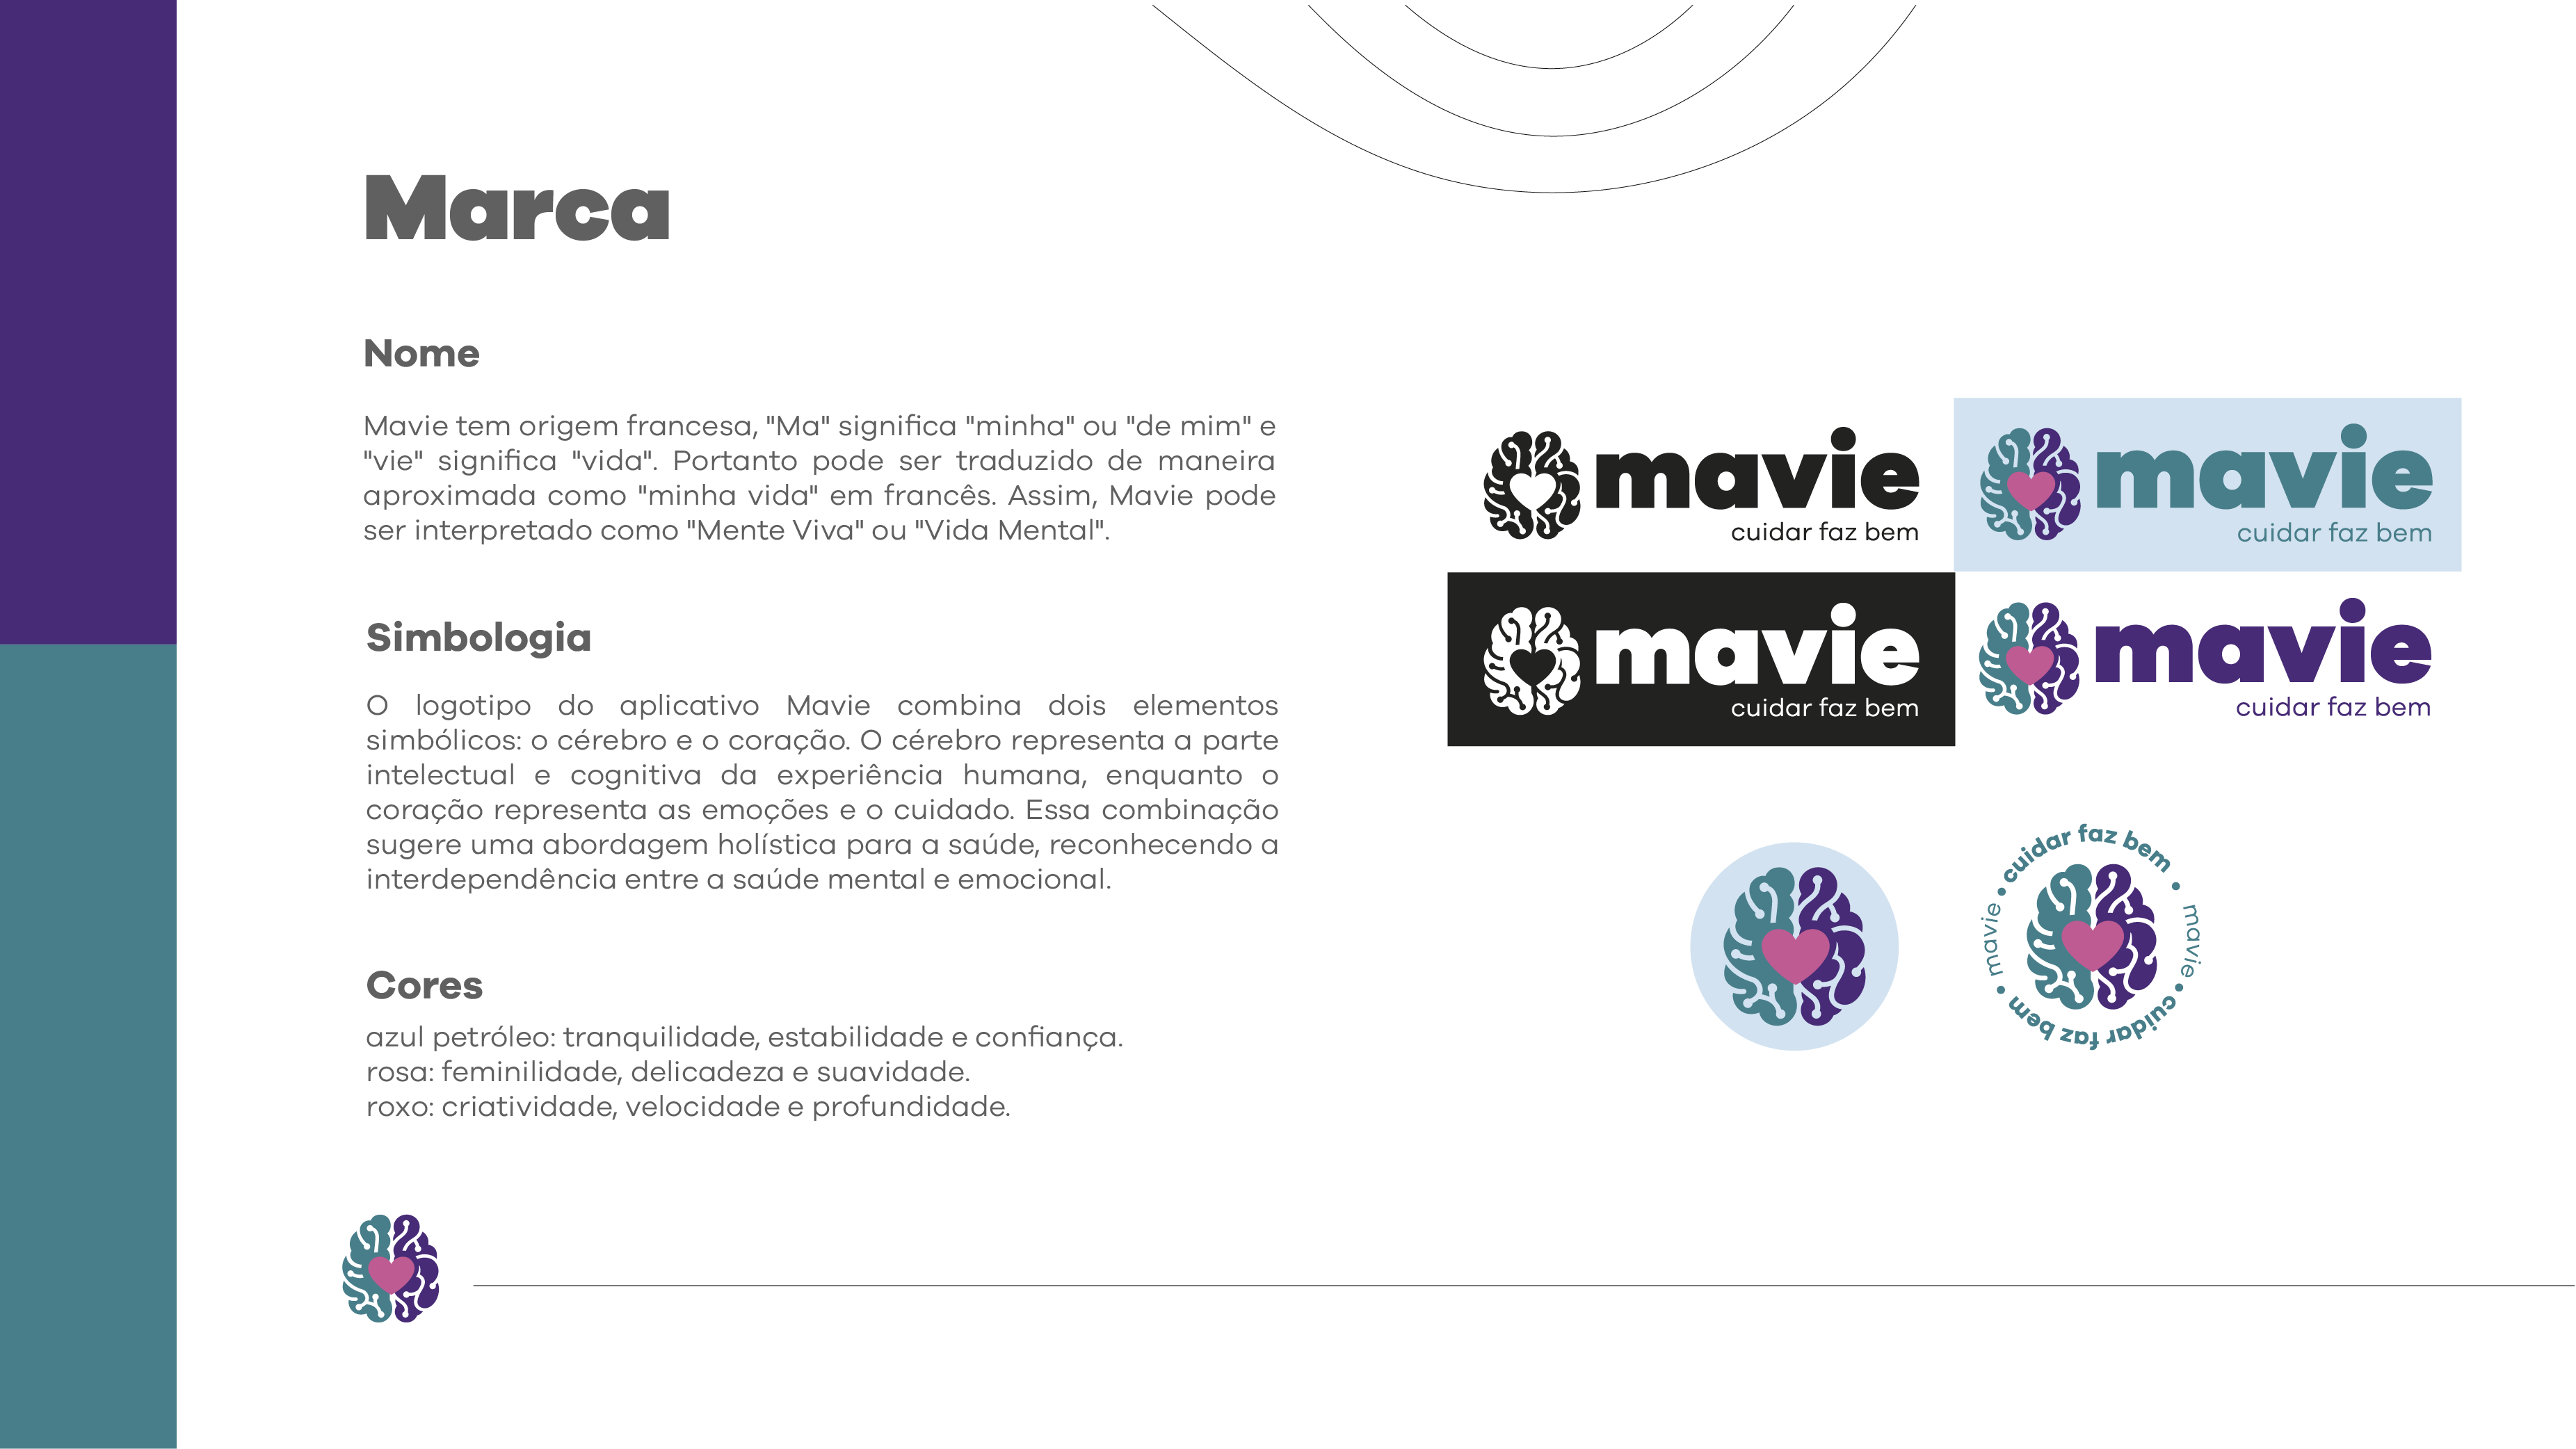 Marca
Nome
Mavie tem origem francesa, "Ma" significa "minha" ou "de mim" e
"vie" significa "vida". Portanto pode ser traduzido de maneira
aproximada como "minha vida" em francês. Assim, Mavie pode
ser interpretado como "Mente Viva" ou "Vida Mental".
Simbologia
O logotipo do aplicativo Mavie combina dois elementos
simbólicos: o cérebro e o coração. O cérebro representa a parte
intelectual e cognitiva da experiência humana, enquanto o
coração representa as emoções e o cuidado. Essa combinação
sugere uma abordagem holística para a saúde, reconhecendo a
interdependência entre a saúde mental e emocional.
Cores
azul petróleo: tranquilidade, estabilidade e confiança.
rosa: feminilidade, delicadeza e suavidade.
roxo: criatividade, velocidade e profundidade.
mavie
cuidar faz bem
mavie
cuidar faz bem
mavie
cuidar faz bem
mavie
cuidar faz bem
cuidar faz bem • mavie • cuidar faz bem • mavie •